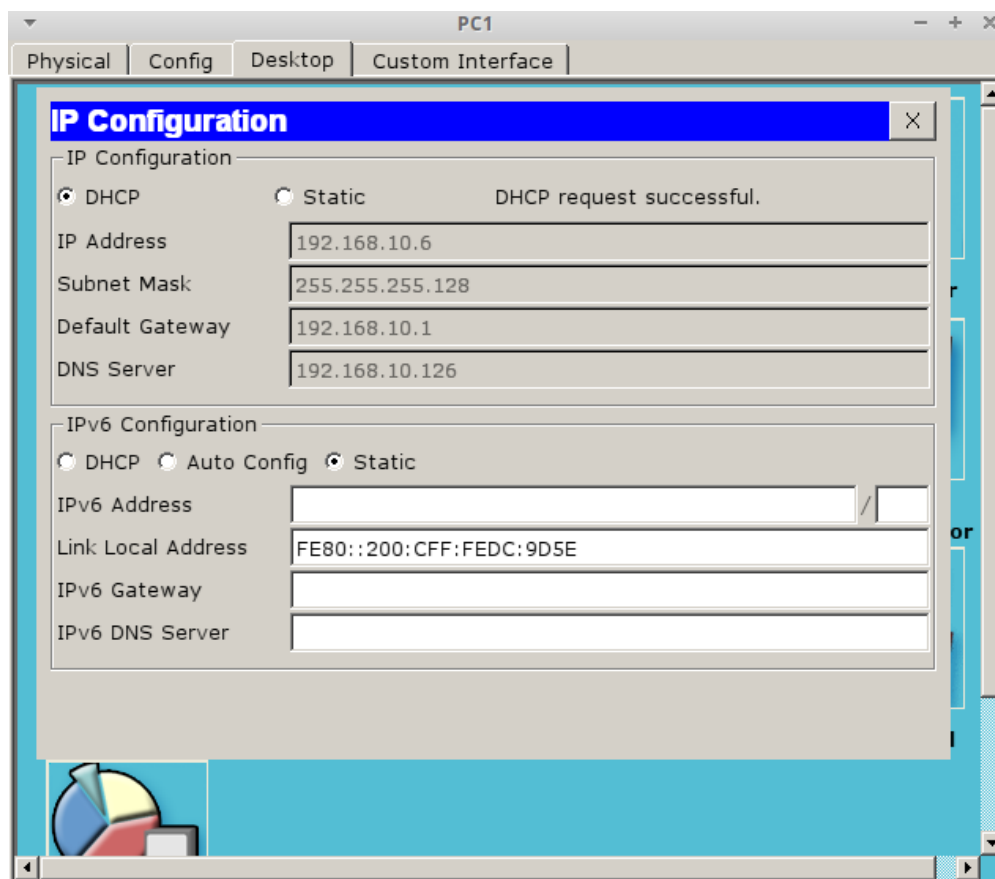 PC1
Physical Config Desktop Custom Interface
IP Configuration X
IP Configuration
DHCP Static DHCP request successful.
IP Address 192.168.10.6
Subnet Mask 255.255.255.128
Default Gateway 192.168.10.1
DNS Server 192.168.10.126
IPv6 Configuration
DHCP Auto Config Static
IPv6 Address /
Link Local Address FE80::200:CFF:FEDC:9D5E
IPv6 Gateway
IPv6 DNS Server
r
or